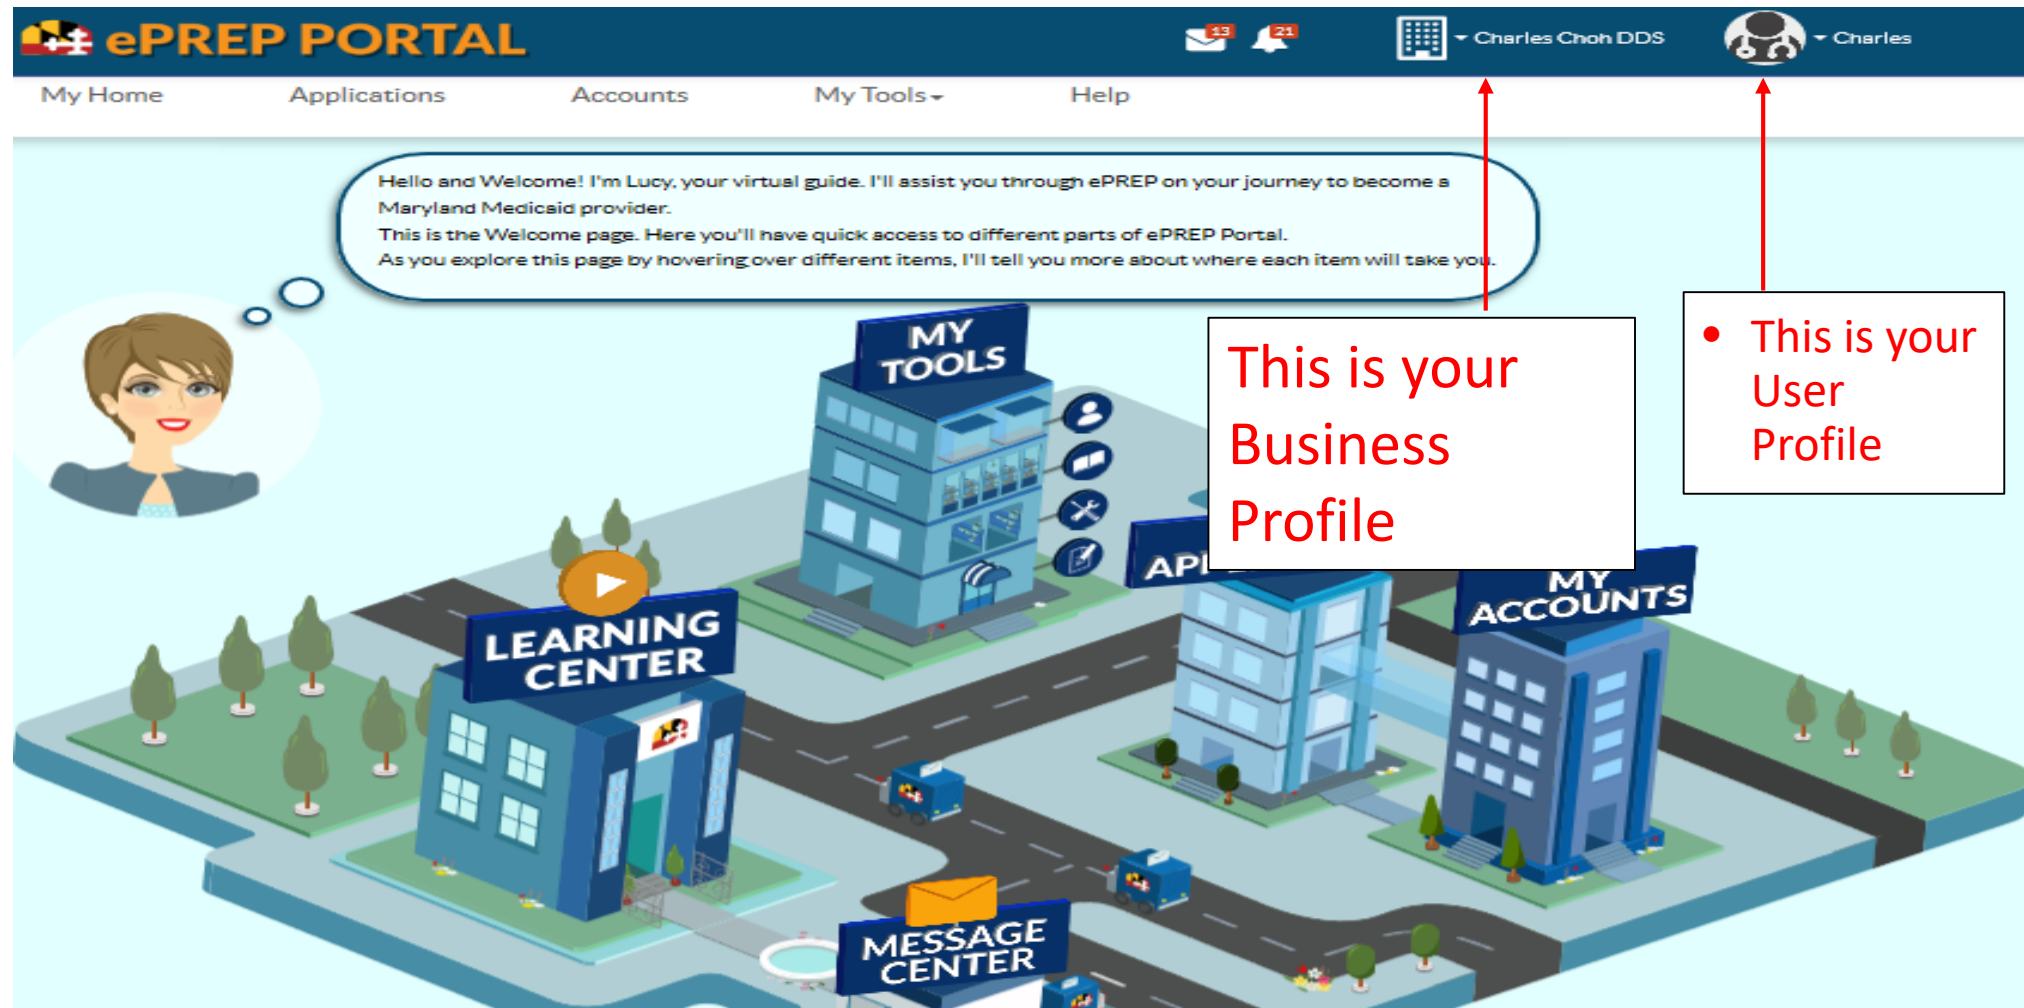 ePREP PORTAL
13
21
Charles Choh DDS
Charles
My Home
Applications
Accounts
My Tools
Help
Hello and Welcome! I'm Lucy, your virtual guide. I'll assist you through ePREP on your journey to become a
Maryland Medicaid provider.
This is the Welcome page. Here you'll have quick access to different parts of ePREP Portal.
As you explore this page by hovering over different items, I'll tell you more about where each item will take you.
This is your
Business
Profile
• This is your
User
Profile
MY
TOOLS
MY
ACCOUNTS
LEARNING
CENTER
MESSAGE
CENTER